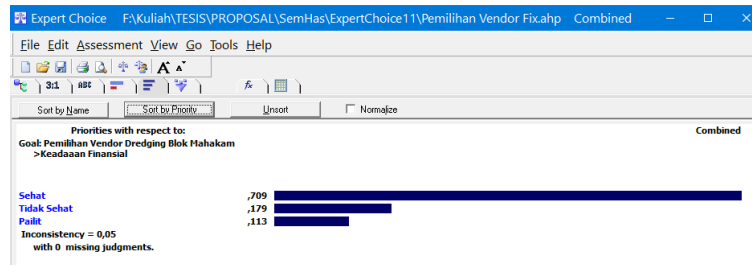 Expert Choice F:\Kuliah\TESIS\PROPOSAL\SemHas\ExpertChoice11\Pemilihan Vendor Fix.ahp Combined
File Edit Assessment View Go Tools Help
3:1 ABC fx
Sort by Name Sort by Priority Unsort Normalize
Priorities with respect to: Combined
Goal: Pemilihan Vendor Dredging Blok Mahakam
>Keadaaan Finansial
Sehat ,709
Tidak Sehat ,179
Pailit ,113
Inconsistency = 0,05
with 0 missing judgments.